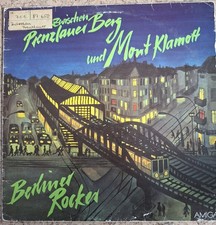 Zwischen
Prenzlauer Berg
und Mont Klamott
Berliner
Rocker
AMIGA